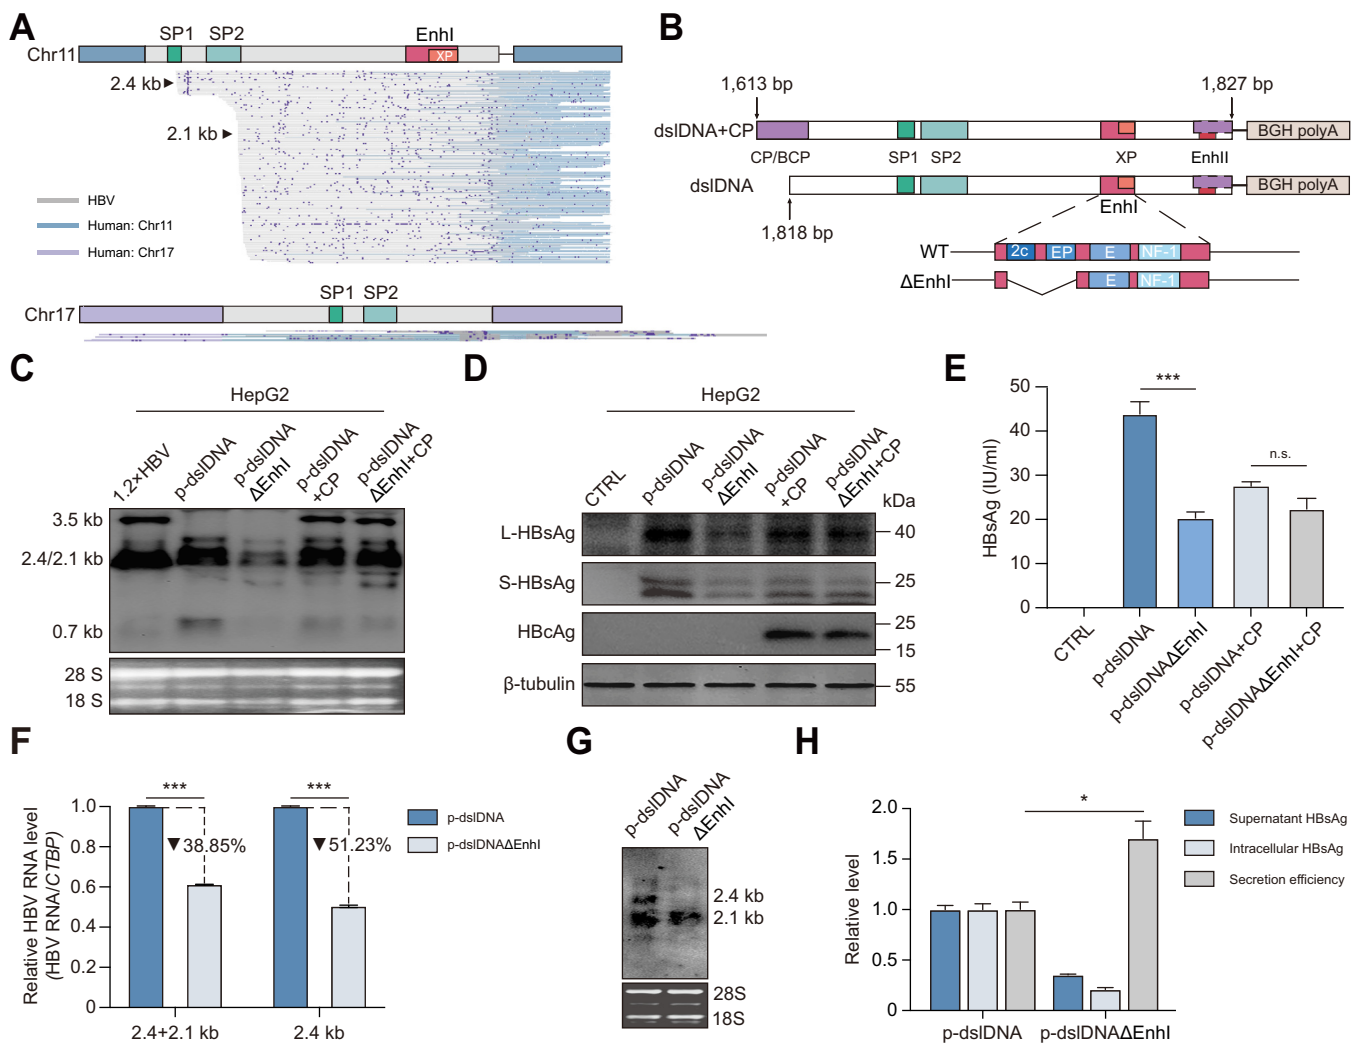 A
SP1 SP2 EnhI
Chr11 XP
2.4 kb
2.1 kb
HBV
Human: Chr11
Human: Chr17
SP1 SP2
Chr17
B
1,613 bp 1,827 bp
dslDNA+CP BGH polyA
CP/BCP SP1 SP2 XP EnhII
dslDNA BGH polyA
EnhI
1,818 bp
WT 2c EP E NF-1
ΔEnhI E NF-1
C
HepG2
1.2×HBV
p-dslDNA
p-dslDNA
ΔEnhI
p-dslDNA
+CP
p-dslDNA
ΔEnhI+CP
3.5 kb
2.4/2.1 kb
0.7 kb
28 S
18 S
D
HepG2
CTRL
p-dslDNA
p-dslDNA
ΔEnhI
p-dslDNA
+CP
p-dslDNA
ΔEnhI+CP
kDa
L-HBsAg 40
S-HBsAg 25
HBcAg 25
15
β-tubulin 55
E
HBsAg (IU/ml)
50
40
30
20
10
0
***
n.s.
CTRL
p-dslDNA
p-dslDNAΔEnhI
p-dslDNA+CP
p-dslDNAΔEnhI+CP
F
Relative HBV RNA level
(HBV RNA/CTBP)
1.0
0.8
0.6
0.4
0.2
0
*** ***
▼38.85% ▼51.23%
2.4+2.1 kb 2.4 kb
p-dslDNA
p-dslDNAΔEnhI
G
p-dslDNA
p-dslDNA
ΔEnhI
2.4 kb
2.1 kb
28S
18S
H
Relative level
2.0
1.5
1.0
0.5
0
*
p-dslDNA p-dslDNAΔEnhI
Supernatant HBsAg
Intracellular HBsAg
Secretion efficiency